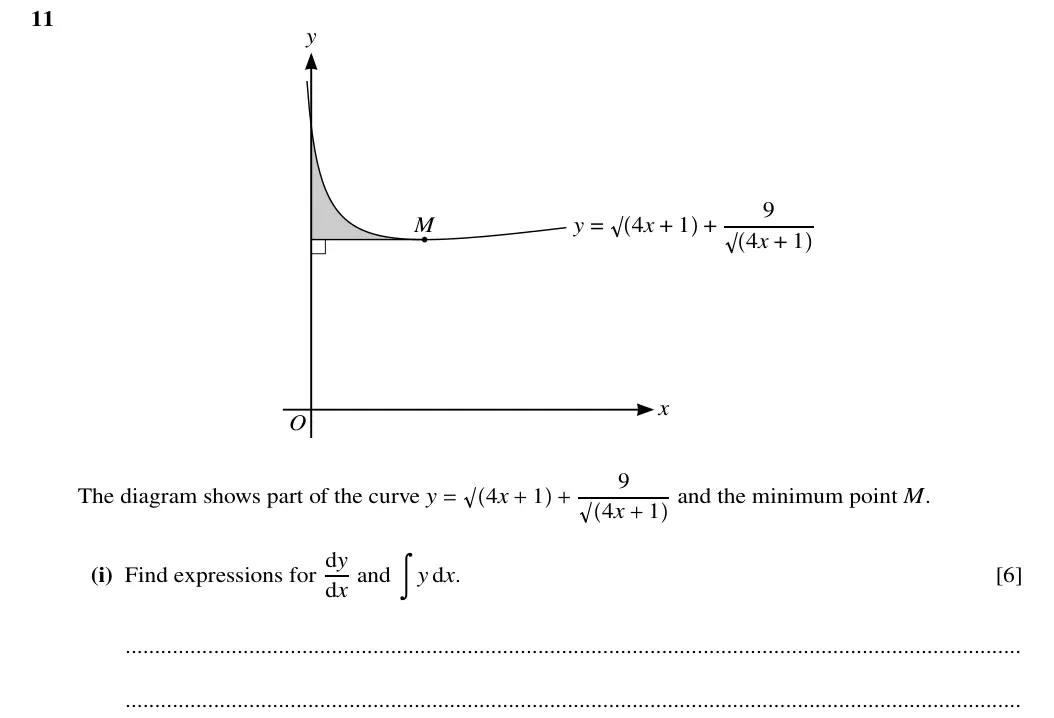 11
y
M
y = √(4x + 1) + 9/√(4x + 1)
O
x
The diagram shows part of the curve y = √(4x + 1) + 9/√(4x + 1) and the minimum point M.
(i) Find expressions for dy/dx and ∫ y dx. [6]